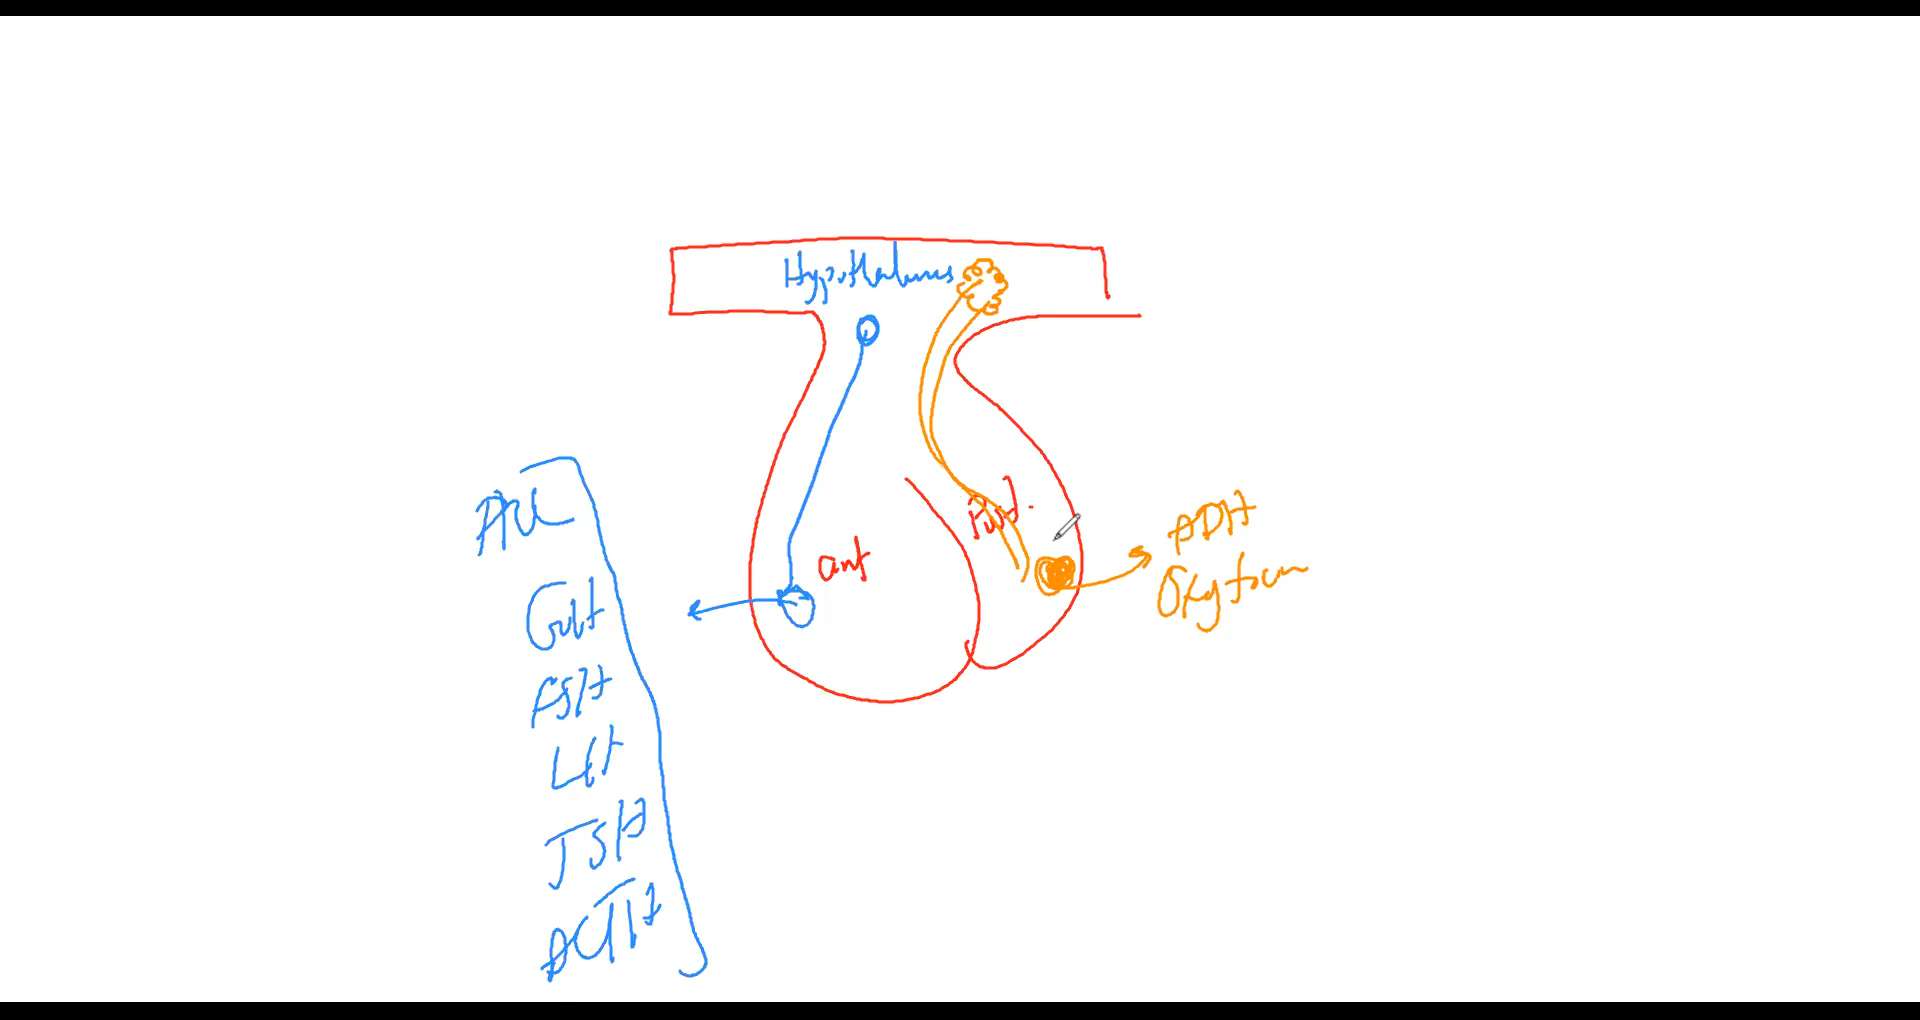 Hypothalamus
Post.
ant
ADH
Oxytocin
PRL
GH
FSH
LH
TSH
ACTH